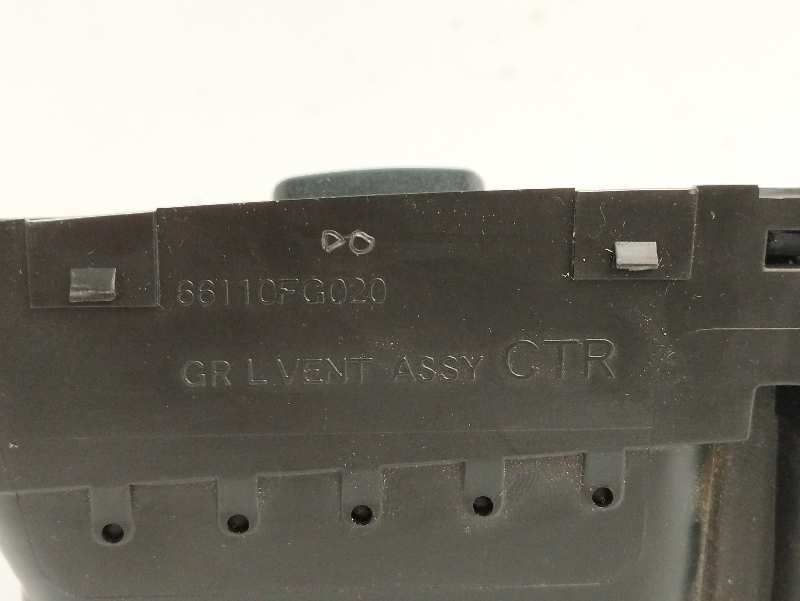 66110FG020
GR L.VENT ASSY CTR